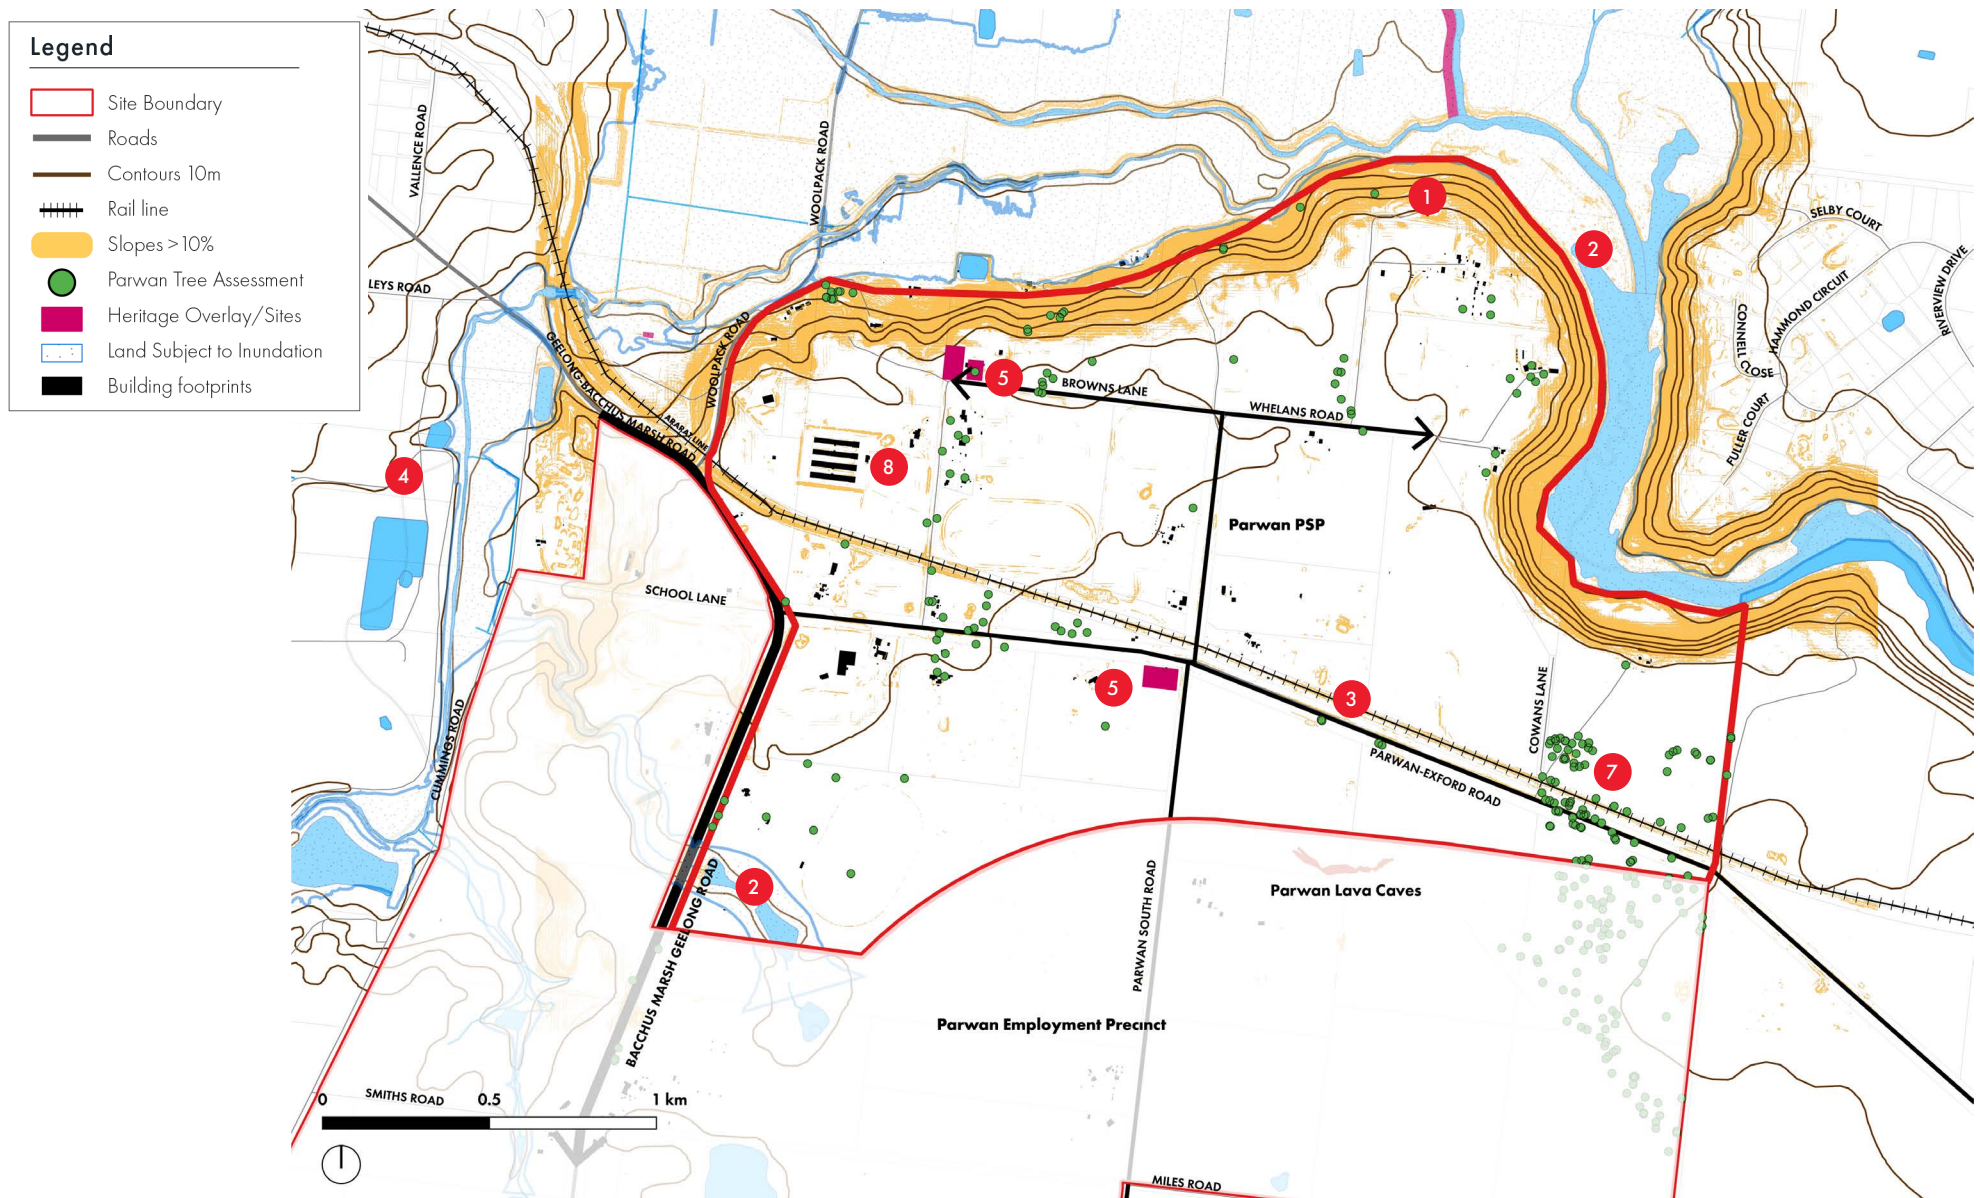 Legend
Site Boundary
Roads
Contours 10m
Rail line
Slopes >10%
Parwan Tree Assessment
Heritage Overlay/Sites
Land Subject to Inundation
Building footprints
VALLENCE ROAD
LEYS ROAD
WOOLPACK ROAD
WOOLPACK ROAD
GEELONG-BACCHUS MARSH ROAD
ARARAT LINE
1
2
SELBY COURT
HAMMOND CIRCUIT
RIVERVIEW DRIVE
CONNELL CLOSE
FULLER COURT
5
BROWNS LANE
WHELANS ROAD
4
8
Parwan PSP
SCHOOL LANE
5
3
COWANS LANE
PARWAN-EXFORD ROAD
7
CUMMINGS ROAD
2
BACCHUS MARSH GEELONG ROAD
PARWAN SOUTH ROAD
Parwan Lava Caves
Parwan Employment Precinct
SMITHS ROAD
0 0.5 1 km
MILES ROAD